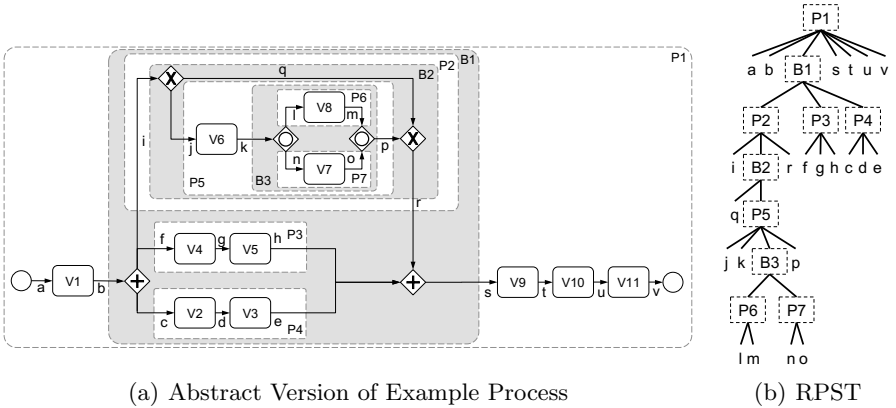 B1
P1
P1
q
P2
B2
a b B1 s t u v
X
V8
P6
l
m
P2 P3 P4
i
j
V6
k
p
X
n
V7
o
P7
B3
P5
i B2 r f g h c d e
r
q P5
f
V4
g
V5
h
P3
j k B3 p
a
V1
b
+
+
s
V9
t
V10
u
V11
v
P6 P7
c
V2
d
V3
e
P4
l m n o
(a) Abstract Version of Example Process
(b) RPST